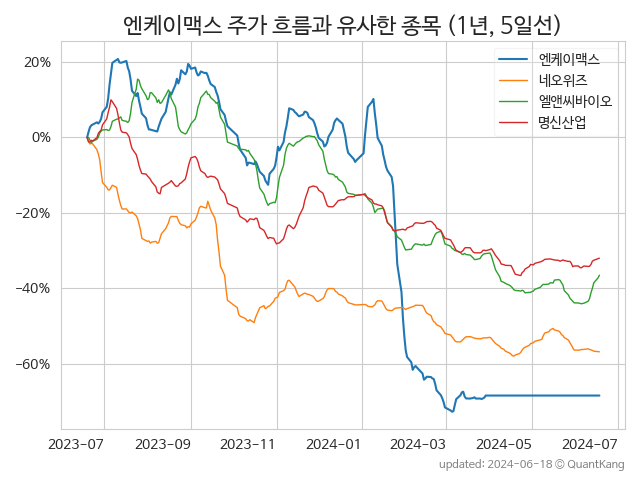 엔케이맥스 주가 흐름과 유사한 종목 (1년, 5일선)
엔케이맥스
네오위즈
엘앤씨바이오
명신산업
20%
0%
−20%
−40%
−60%
2023-07 2023-09 2023-11 2024-01 2024-03 2024-05 2024-07
updated: 2024-06-18 © QuantKang